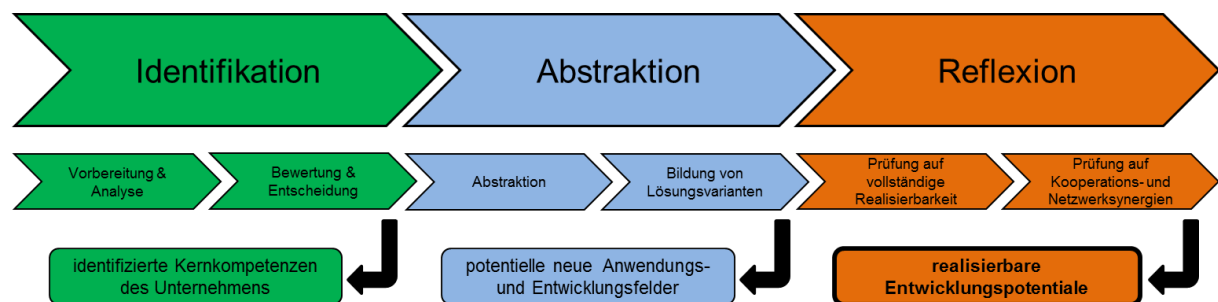 Identifikation
Abstraktion
Reflexion
Vorbereitung &
Analyse
Bewertung &
Entscheidung
Abstraktion
Bildung von
Lösungsvarianten
Prüfung auf
vollständige
Realisierbarkeit
Prüfung auf
Kooperations- und
Netzwerksynergien
identifizierte Kernkompetenzen
des Unternehmens
potentielle neue Anwendungs-
und Entwicklungsfelder
realisierbare
Entwicklungspotentiale